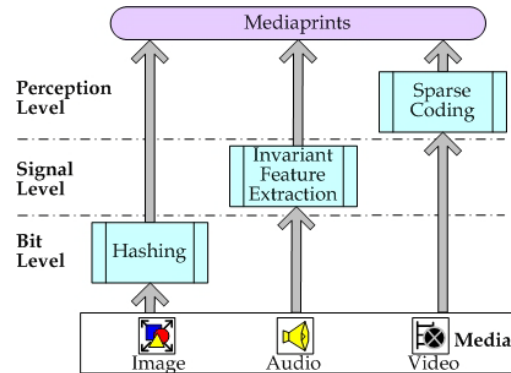 Mediaprints
Perception
Level
Sparse
Coding
Signal
Level
Invariant
Feature
Extraction
Bit
Level
Hashing
Media
Image
Audio
Video